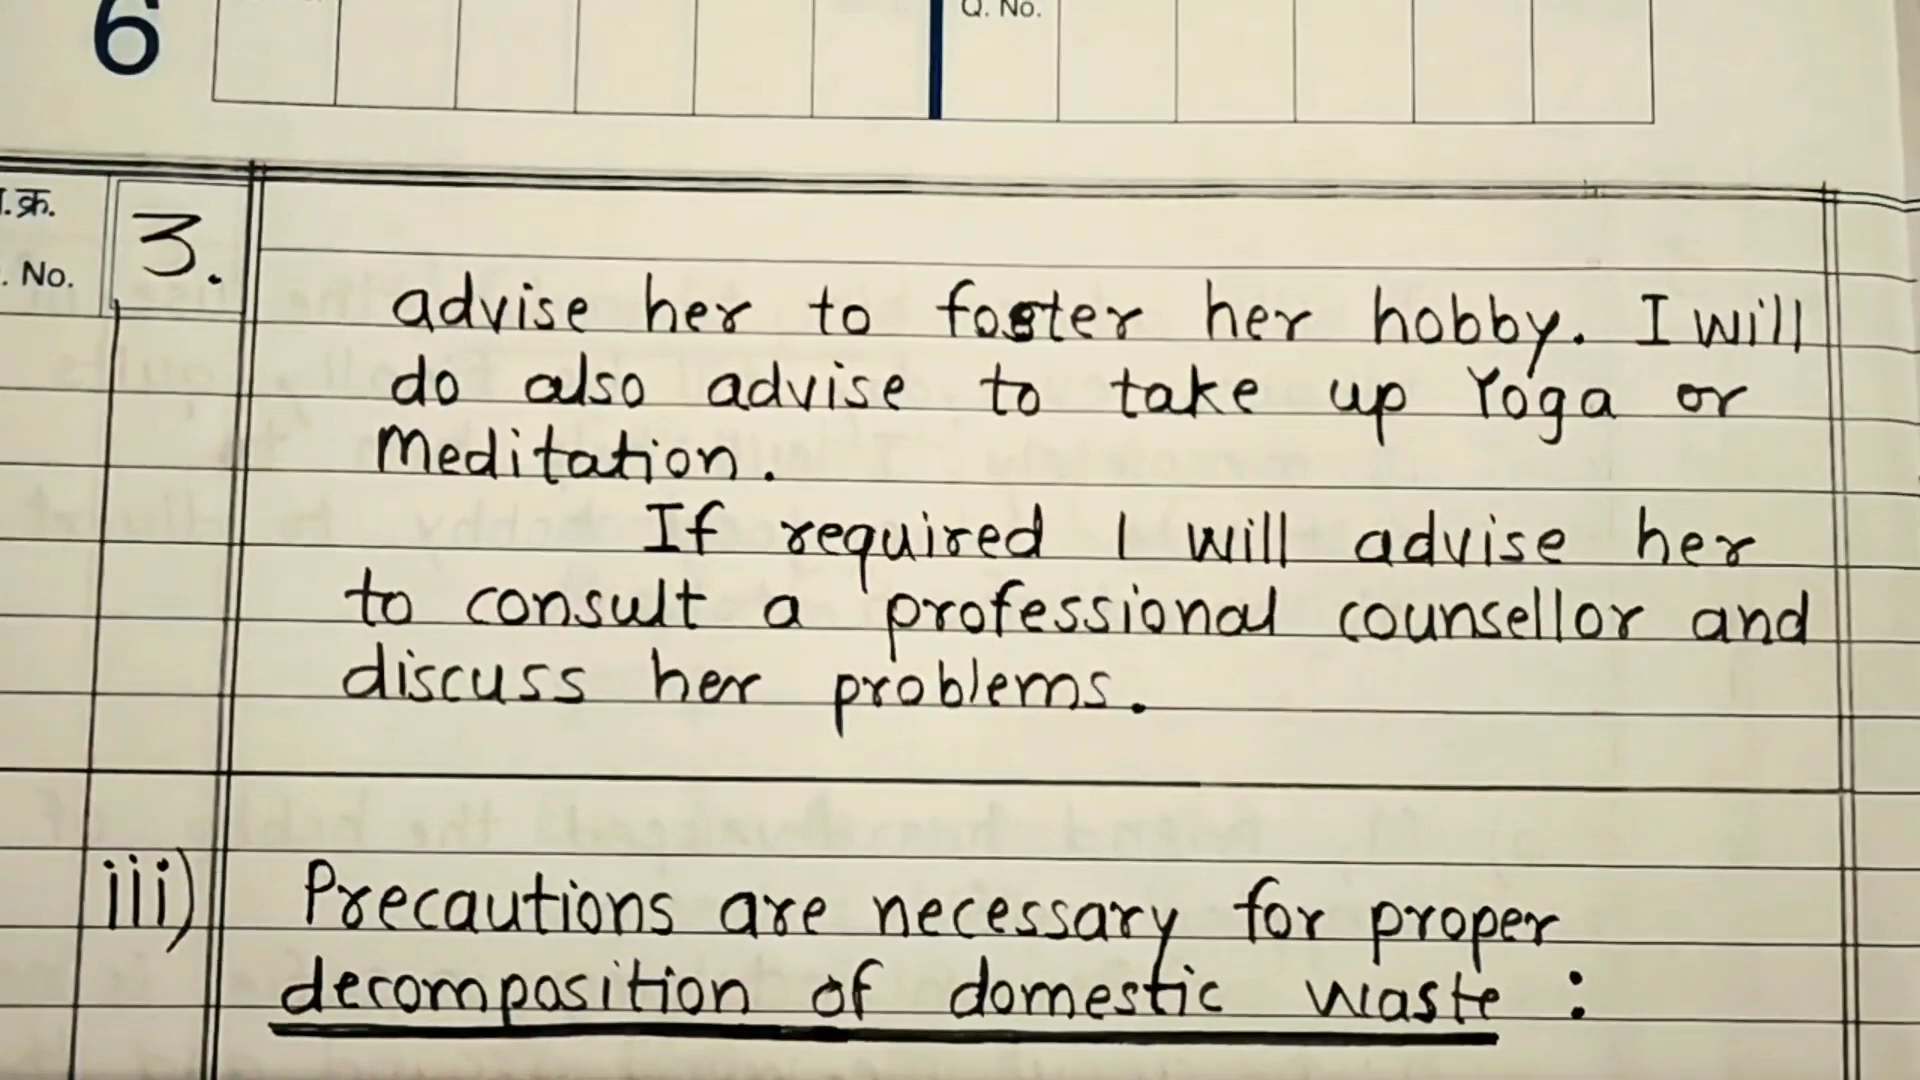 6
Q. No.
.क्र.
. No.
3.
advise her to foster her hobby. I will
do also advise to take up Yoga or
Meditation.
If required I will advise her
to consult a professional counsellor and
discuss her problems.
iii) Precautions are necessary for proper
decomposition of domestic waste :